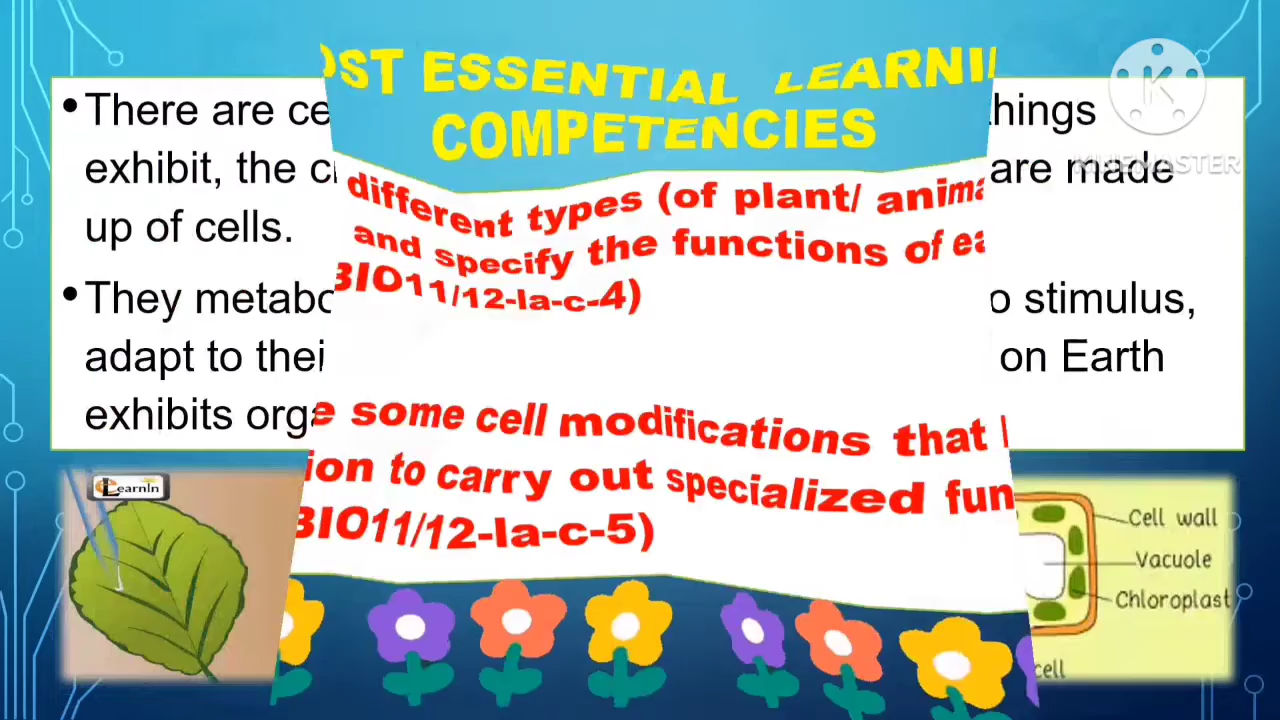 OST ESSENTIAL LEARNI
COMPETENCIES
There are ce
things
exhibit, the c
are made
up of cells.
They metabo
o stimulus,
adapt to thei
on Earth
exhibits orga
different types (of plant/ anima
and specify the functions of ea
BIO11/12-Ia-c-4)
e some cell modifications that
ion to carry out specialized fun
BIO11/12-Ia-c-5)
KINEMASTER
LearnIn
Cell wall
Vacuole
Chloroplast
cell